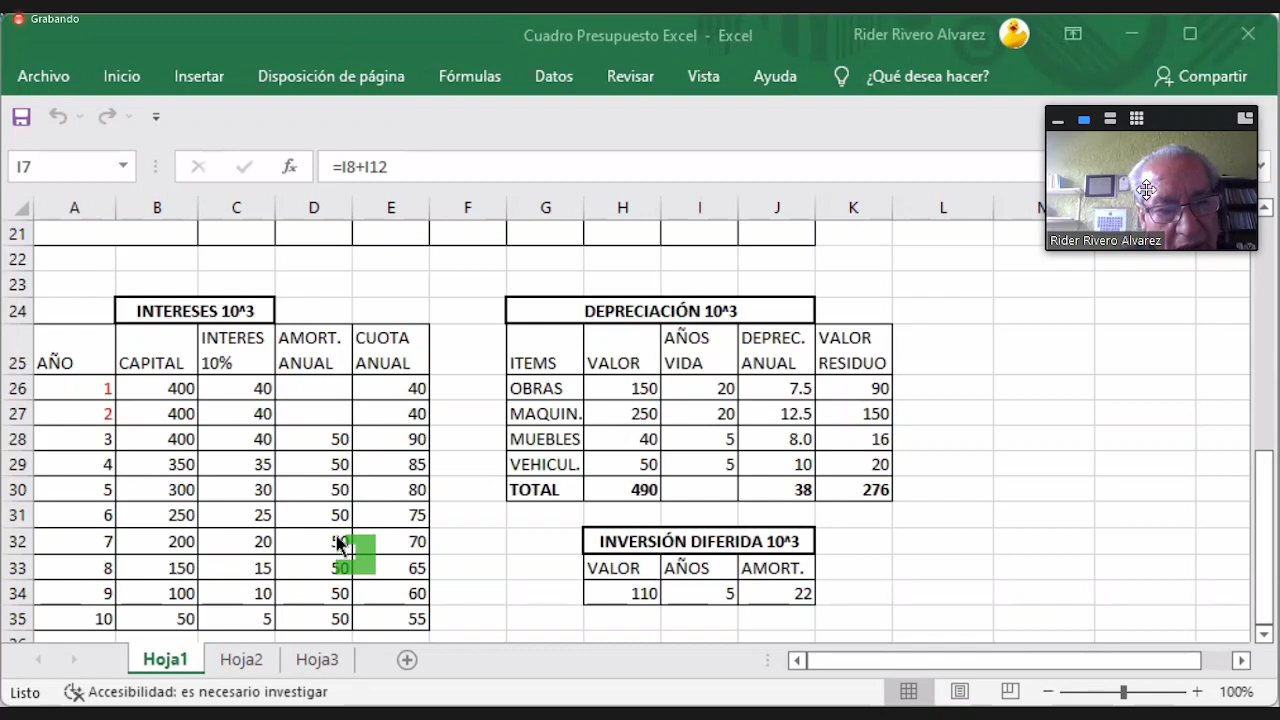 Grabando
Cuadro Presupuesto Excel - Excel
Rider Rivero Alvarez
Archivo Inicio Insertar Disposición de página Fórmulas Datos Revisar Vista Ayuda ¿Qué desea hacer? Compartir
I7 fx =I8+I12
Rider Rivero Alvarez
A B C D E F G H I J K L
21
22
23
24 INTERESES 10^3 DEPRECIACIÓN 10^3
INTERES AMORT. CUOTA AÑOS DEPREC. VALOR
25 AÑO CAPITAL 10% ANUAL ANUAL ITEMS VALOR VIDA ANUAL RESIDUO
26 1 400 40 40 OBRAS 150 20 7.5 90
27 2 400 40 40 MAQUIN. 250 20 12.5 150
28 3 400 40 50 90 MUEBLES 40 5 8.0 16
29 4 350 35 50 85 VEHICUL. 50 5 10 20
30 5 300 30 50 80 TOTAL 490 38 276
31 6 250 25 50 75
32 7 200 20 50 70 INVERSIÓN DIFERIDA 10^3
33 8 150 15 50 65 VALOR AÑOS AMORT.
34 9 100 10 50 60 110 5 22
35 10 50 5 50 55
Hoja1 Hoja2 Hoja3
Listo Accesibilidad: es necesario investigar 100%